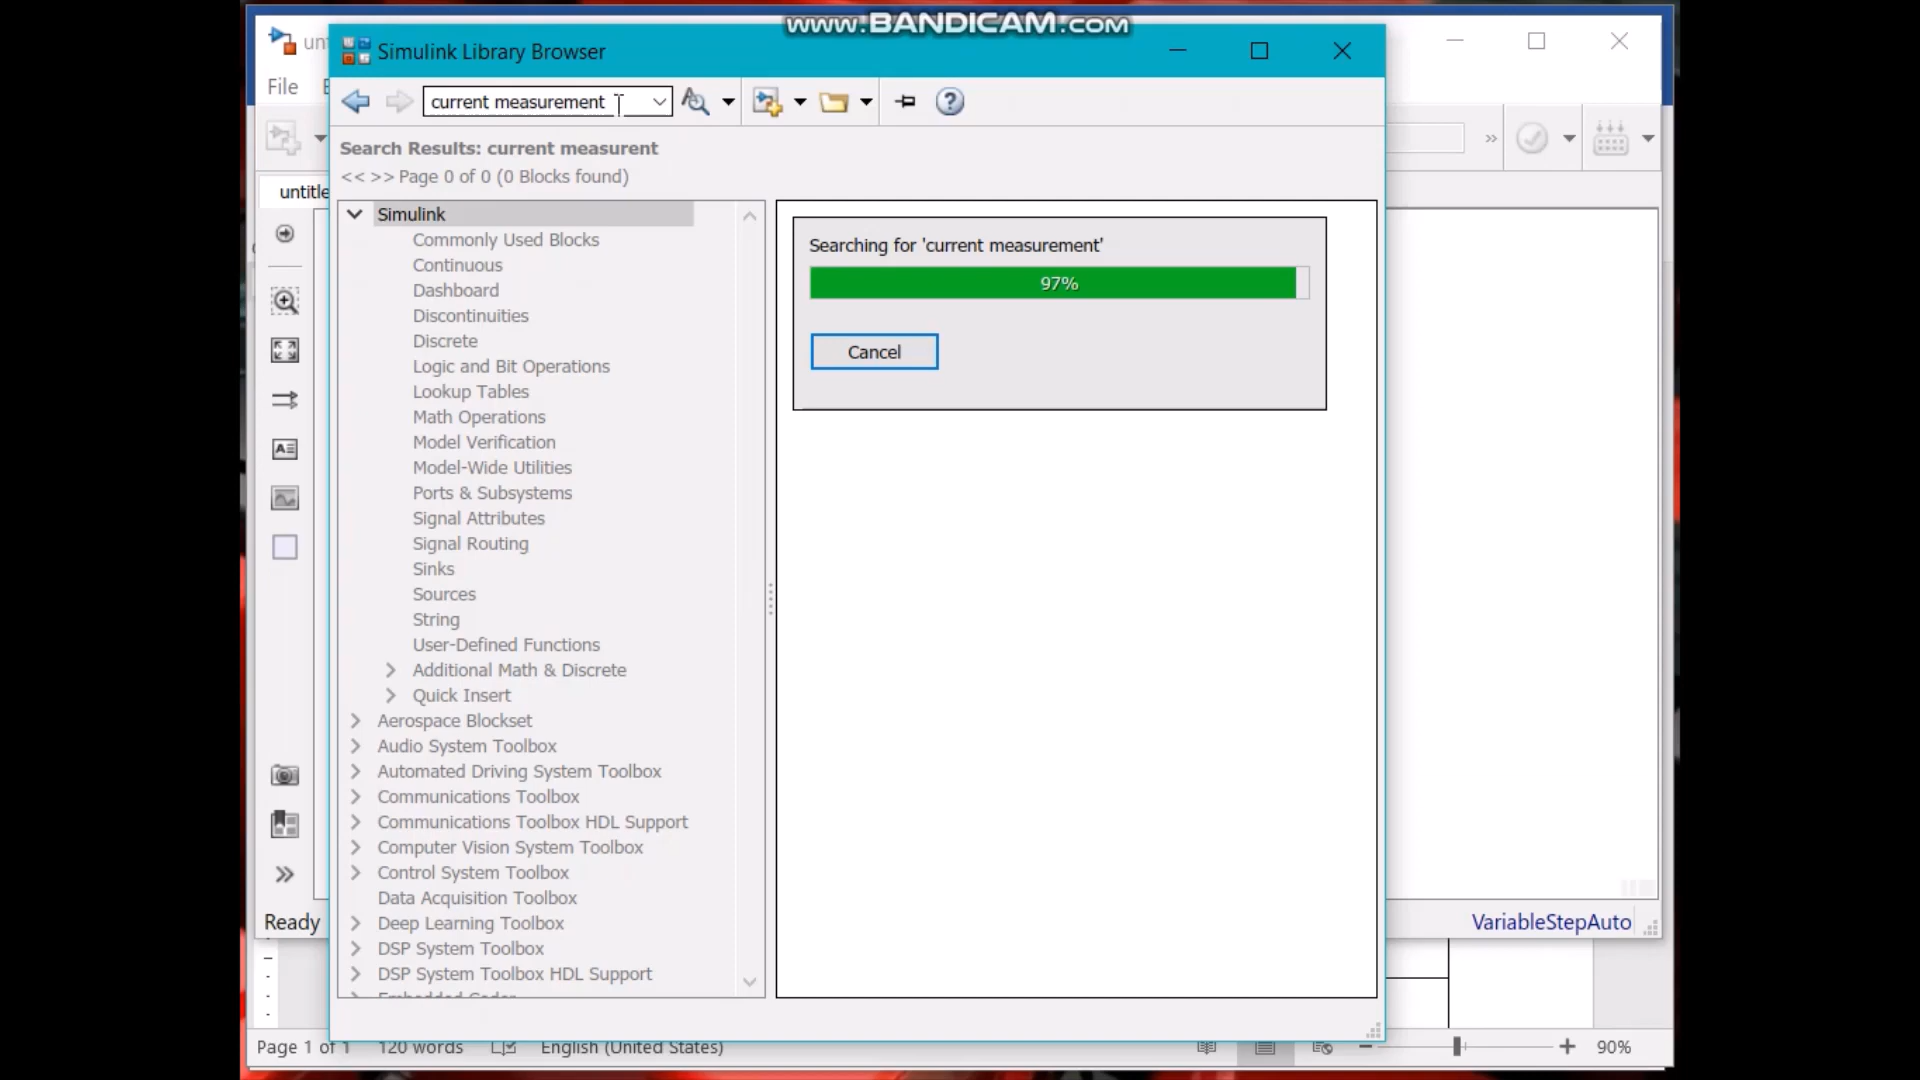 www.BANDICAM.com
Simulink Library Browser
File
current measurement
Search Results: current measurent
<< >> Page 0 of 0 (0 Blocks found)
Simulink
Commonly Used Blocks
Continuous
Dashboard
Discontinuities
Discrete
Logic and Bit Operations
Lookup Tables
Math Operations
Model Verification
Model-Wide Utilities
Ports & Subsystems
Signal Attributes
Signal Routing
Sinks
Sources
String
User-Defined Functions
Additional Math & Discrete
Quick Insert
Aerospace Blockset
Audio System Toolbox
Automated Driving System Toolbox
Communications Toolbox
Communications Toolbox HDL Support
Computer Vision System Toolbox
Control System Toolbox
Data Acquisition Toolbox
Deep Learning Toolbox
DSP System Toolbox
DSP System Toolbox HDL Support
Searching for 'current measurement'
97%
Cancel
Ready
VariableStepAuto
Page 1 of 1 120 words English (United States) 90%